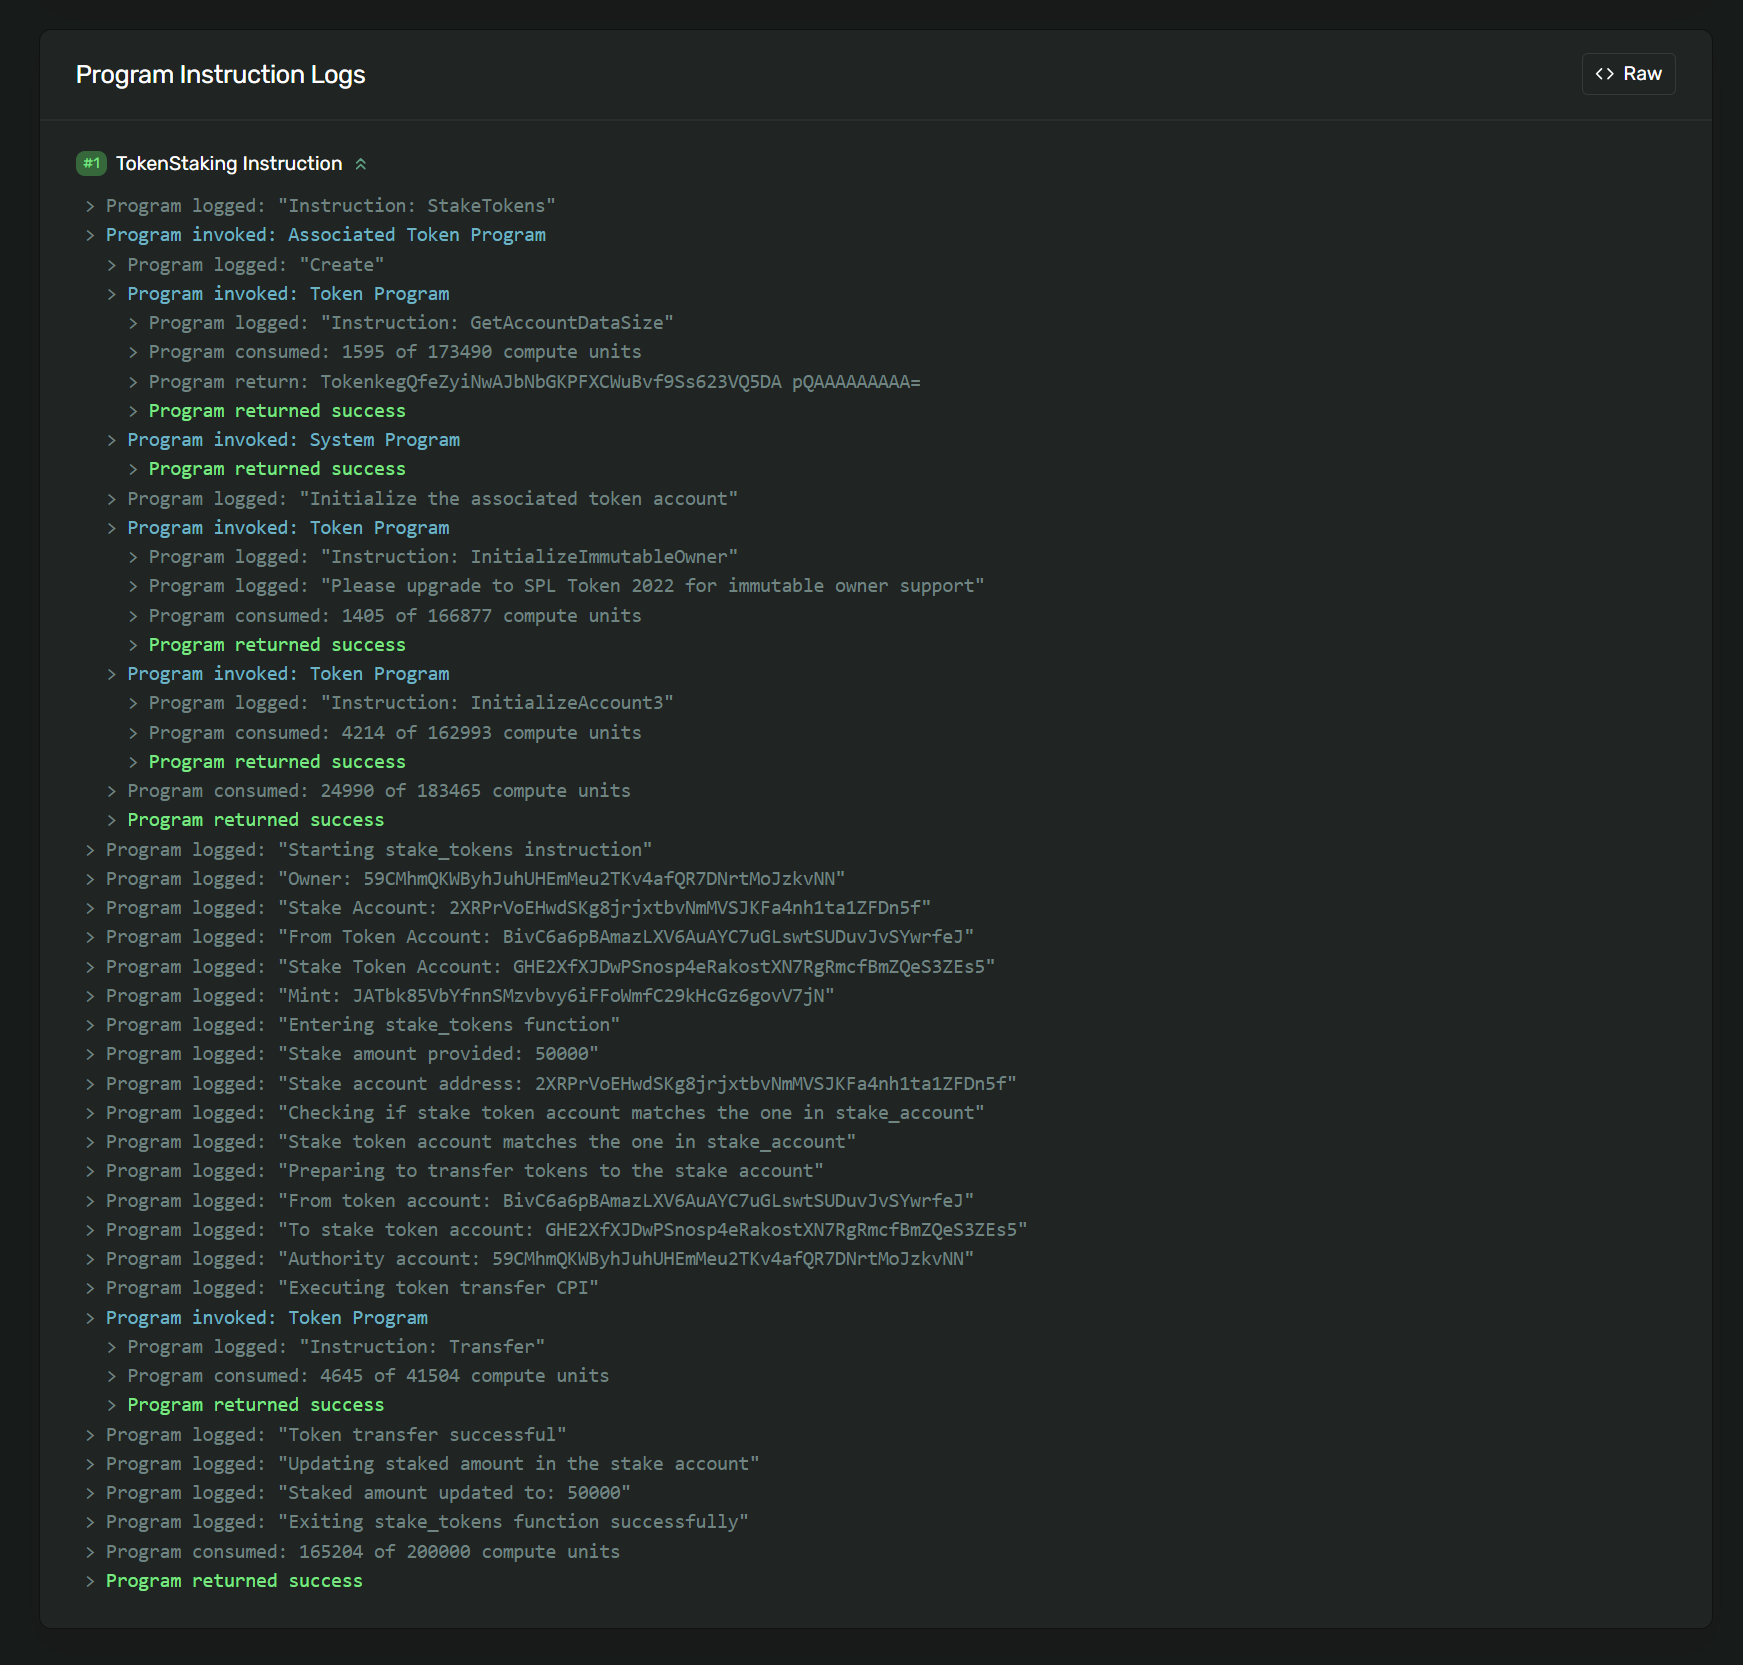 Program Instruction Logs
<> Raw
#1 TokenStaking Instruction
> Program logged: "Instruction: StakeTokens"
> Program invoked: Associated Token Program
> Program logged: "Create"
> Program invoked: Token Program
> Program logged: "Instruction: GetAccountDataSize"
> Program consumed: 1595 of 173490 compute units
> Program return: TokenkegQfeZyiNwAJbNbGKPFXCWuBvf9Ss623VQ5DA pQAAAAAAAAA=
> Program returned success
> Program invoked: System Program
> Program returned success
> Program logged: "Initialize the associated token account"
> Program invoked: Token Program
> Program logged: "Instruction: InitializeImmutableOwner"
> Program logged: "Please upgrade to SPL Token 2022 for immutable owner support"
> Program consumed: 1405 of 166877 compute units
> Program returned success
> Program invoked: Token Program
> Program logged: "Instruction: InitializeAccount3"
> Program consumed: 4214 of 162993 compute units
> Program returned success
> Program consumed: 24990 of 183465 compute units
> Program returned success
> Program logged: "Starting stake_tokens instruction"
> Program logged: "Owner: 59CMhmQKWByhJuhUHEmMeu2TKv4afQR7DNrtMoJzkvNN"
> Program logged: "Stake Account: 2XRPrVoEHwdSKg8jrjxtbvNmMVSJKFa4nh1ta1ZFDn5f"
> Program logged: "From Token Account: BivC6a6pBAmazLXV6AuAYC7uGLswtSUDuvJvSYwrfeJ"
> Program logged: "Stake Token Account: GHE2XfXJDwPSnosp4eRakostXN7RgRmcfBmZQeS3ZEs5"
> Program logged: "Mint: JATbk85VbYfnnSMzvbvy6iFFoWmfC29kHcGz6govV7jN"
> Program logged: "Entering stake_tokens function"
> Program logged: "Stake amount provided: 50000"
> Program logged: "Stake account address: 2XRPrVoEHwdSKg8jrjxtbvNmMVSJKFa4nh1ta1ZFDn5f"
> Program logged: "Checking if stake token account matches the one in stake_account"
> Program logged: "Stake token account matches the one in stake_account"
> Program logged: "Preparing to transfer tokens to the stake account"
> Program logged: "From token account: BivC6a6pBAmazLXV6AuAYC7uGLswtSUDuvJvSYwrfeJ"
> Program logged: "To stake token account: GHE2XfXJDwPSnosp4eRakostXN7RgRmcfBmZQeS3ZEs5"
> Program logged: "Authority account: 59CMhmQKWByhJuhUHEmMeu2TKv4afQR7DNrtMoJzkvNN"
> Program logged: "Executing token transfer CPI"
> Program invoked: Token Program
> Program logged: "Instruction: Transfer"
> Program consumed: 4645 of 41504 compute units
> Program returned success
> Program logged: "Token transfer successful"
> Program logged: "Updating staked amount in the stake account"
> Program logged: "Staked amount updated to: 50000"
> Program logged: "Exiting stake_tokens function successfully"
> Program consumed: 165204 of 200000 compute units
> Program returned success